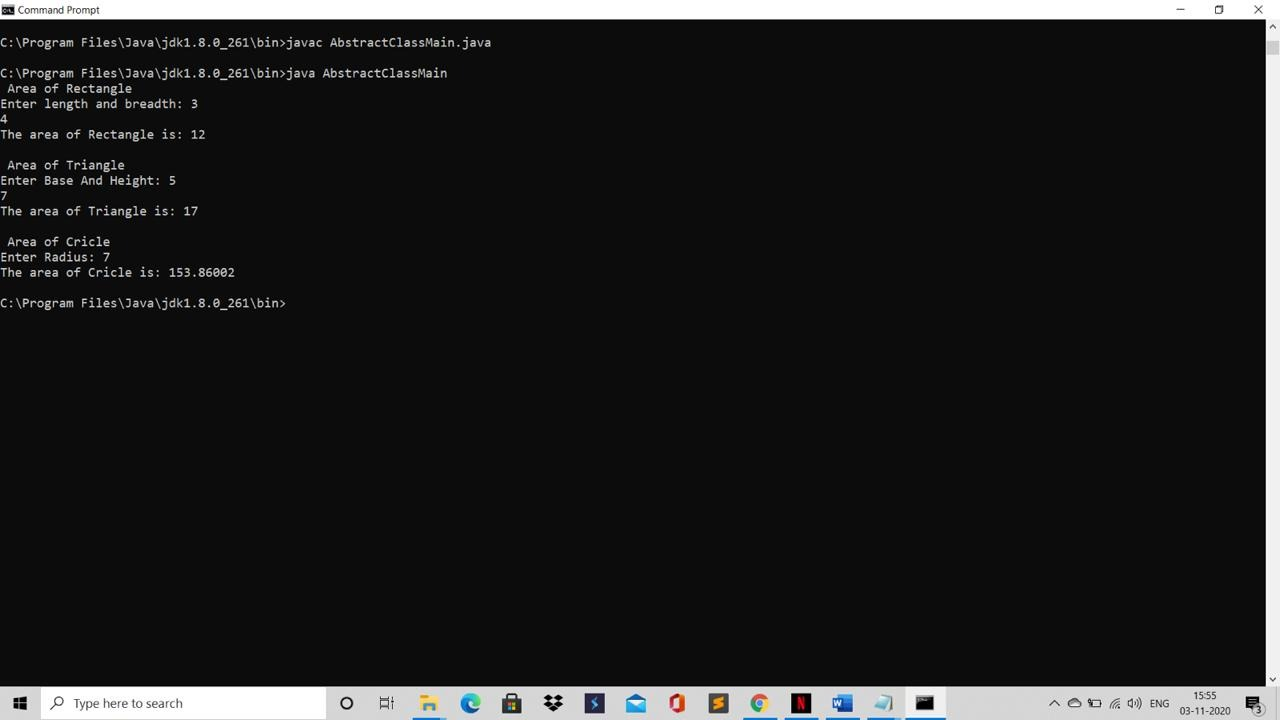 Command Prompt
C:\Program Files\Java\jdk1.8.0_261\bin>javac AbstractClassMain.java
C:\Program Files\Java\jdk1.8.0_261\bin>java AbstractClassMain
Area of Rectangle
Enter length and breadth: 3
4
The area of Rectangle is: 12
Area of Triangle
Enter Base And Height: 5
7
The area of Triangle is: 17
Area of Cricle
Enter Radius: 7
The area of Cricle is: 153.86002
C:\Program Files\Java\jdk1.8.0_261\bin>
Type here to search
ENG
15:55
03-11-2020
3